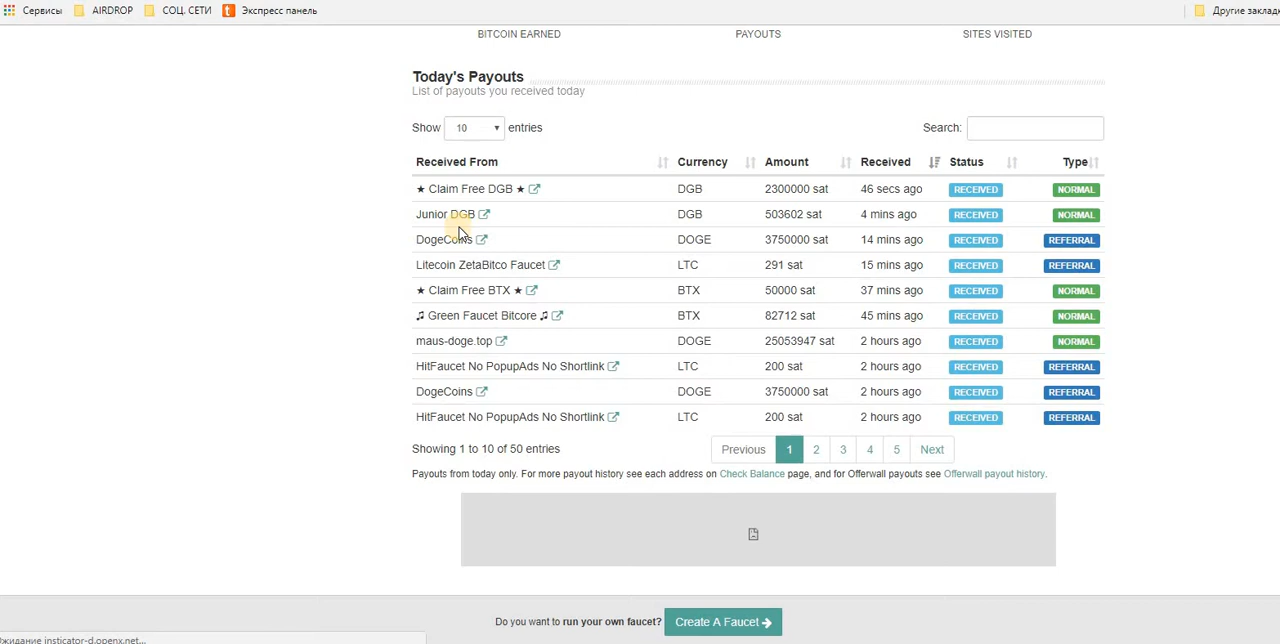 Сервисы AIRDROP СОЦ. СЕТИ Экспресс панель Другие заклад
BITCOIN EARNED PAYOUTS SITES VISITED
Today's Payouts
List of payouts you received today
Show 10 entries Search:
Received From Currency Amount Received Status Type
★ Claim Free DGB ★ DGB 2300000 sat 46 secs ago RECEIVED NORMAL
Junior DGB DGB 503602 sat 4 mins ago RECEIVED NORMAL
DogeCoins DOGE 3750000 sat 14 mins ago RECEIVED REFERRAL
Litecoin ZetaBitco Faucet LTC 291 sat 15 mins ago RECEIVED REFERRAL
★ Claim Free BTX ★ BTX 50000 sat 37 mins ago RECEIVED NORMAL
♫ Green Faucet Bitcore ♫ BTX 82712 sat 45 mins ago RECEIVED NORMAL
maus-doge.top DOGE 25053947 sat 2 hours ago RECEIVED NORMAL
HitFaucet No PopupAds No Shortlink LTC 200 sat 2 hours ago RECEIVED REFERRAL
DogeCoins DOGE 3750000 sat 2 hours ago RECEIVED REFERRAL
HitFaucet No PopupAds No Shortlink LTC 200 sat 2 hours ago RECEIVED REFERRAL
Showing 1 to 10 of 50 entries Previous 1 2 3 4 5 Next
Payouts from today only. For more payout history see each address on Check Balance page, and for Offerwall payouts see Offerwall payout history.
Do you want to run your own faucet? Create A Faucet
Ожидание insticator-d.openx.net...